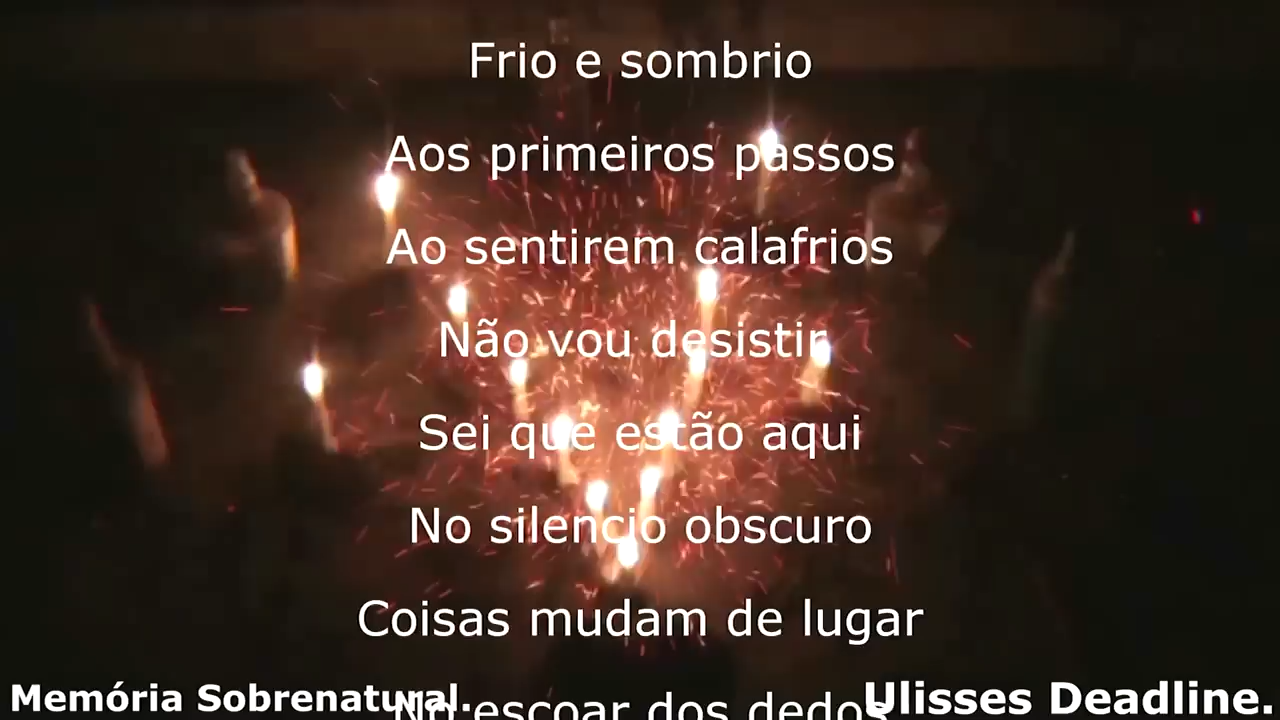 Frio e sombrio
Aos primeiros passos
Ao sentirem calafrios
Não vou desistir
Sei que estão aqui
No silencio obscuro
Coisas mudam de lugar
No escoar dos dedos
Memória Sobrenatural.
Ulisses Deadline.